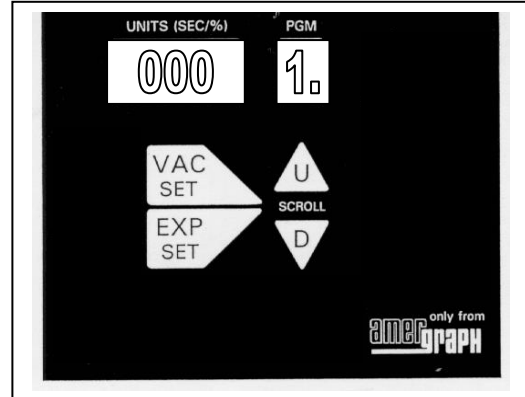 UNITS (SEC/%) PGM
000 1.
VAC
SET
U
SCROLL
EXP
SET
D
only from
amergraph